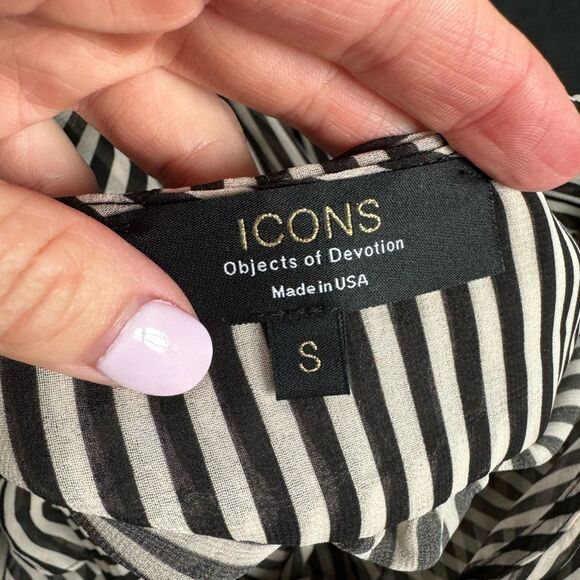 ICONS
Objects of Devotion
Made in USA
S